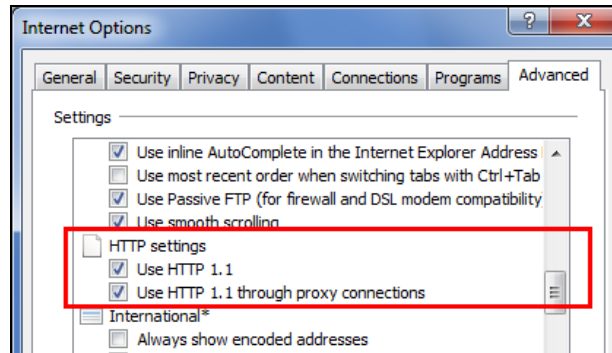 Internet Options
General Security Privacy Content Connections Programs Advanced
Settings
Use inline AutoComplete in the Internet Explorer Address
Use most recent order when switching tabs with Ctrl+Tab
Use Passive FTP (for firewall and DSL modem compatibility)
Use smooth scrolling
HTTP settings
Use HTTP 1.1
Use HTTP 1.1 through proxy connections
International*
Always show encoded addresses